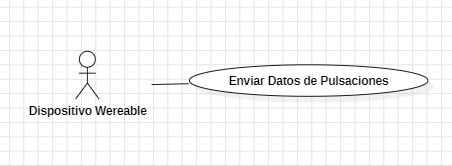 Enviar Datos de Pulsaciones
Dispositivo Wereable